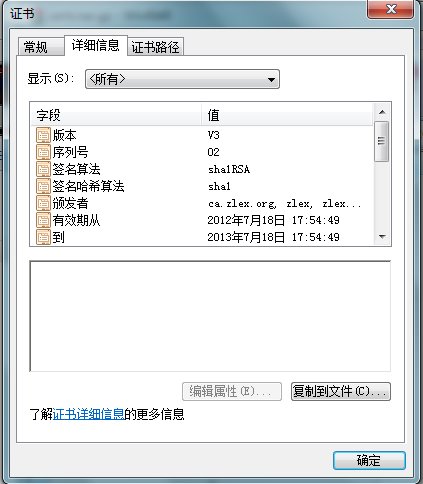 证书
常规 详细信息 证书路径
显示(S): <所有>
字段 值
版本 V3
序列号 02
签名算法 sha1RSA
签名哈希算法 sha1
颁发者 ca.zlex.org, zlex, zlex...
有效期从 2012年7月18日 17:54:49
到 2013年7月18日 17:54:49
编辑属性(E)... 复制到文件(C)...
了解证书详细信息的更多信息
确定